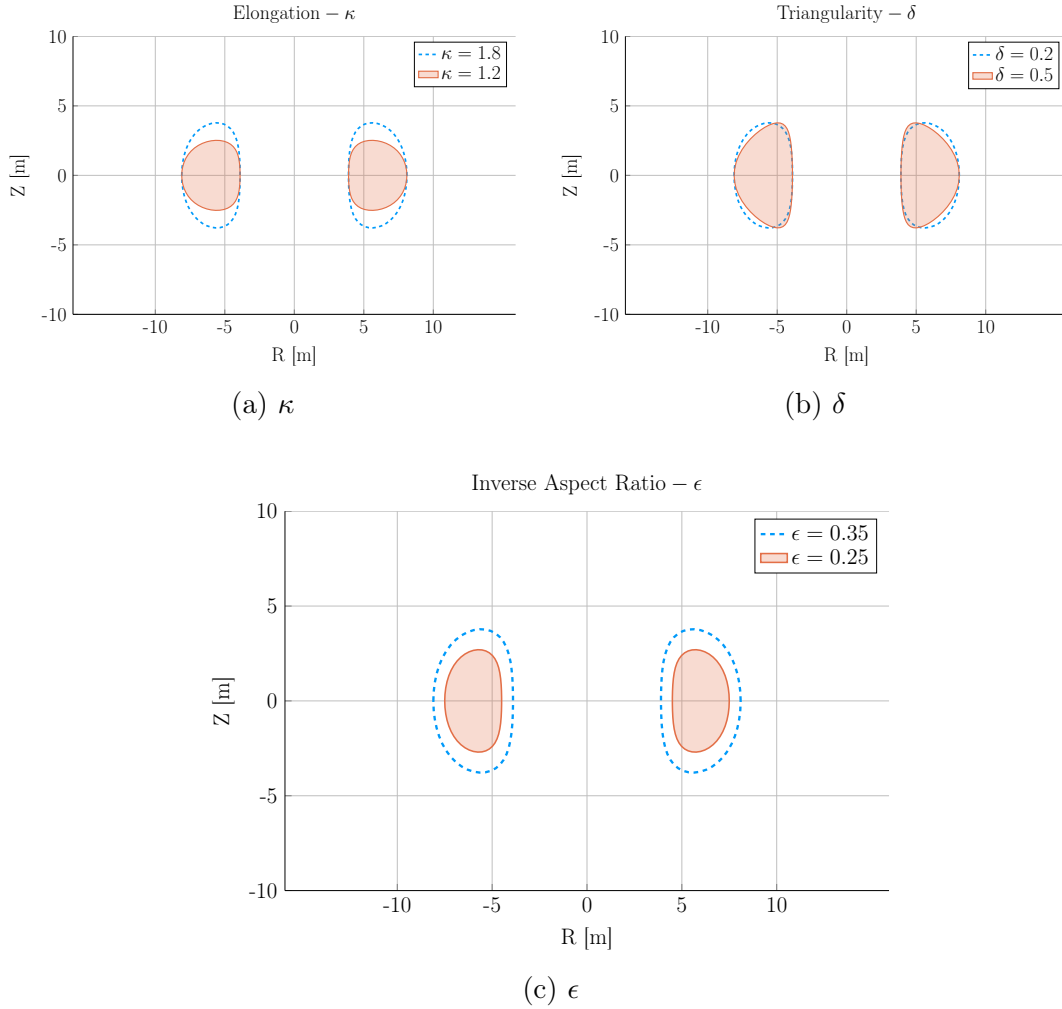 Elongation – κ
10
5
0
-5
-10
Z [m]
κ = 1.8
κ = 1.2
-10 -5 0 5 10
R [m]
(a) κ
Triangularity – δ
10
5
0
-5
-10
Z [m]
δ = 0.2
δ = 0.5
-10 -5 0 5 10
R [m]
(b) δ
Inverse Aspect Ratio – ϵ
10
5
0
-5
-10
Z [m]
ϵ = 0.35
ϵ = 0.25
-10 -5 0 5 10
R [m]
(c) ϵ